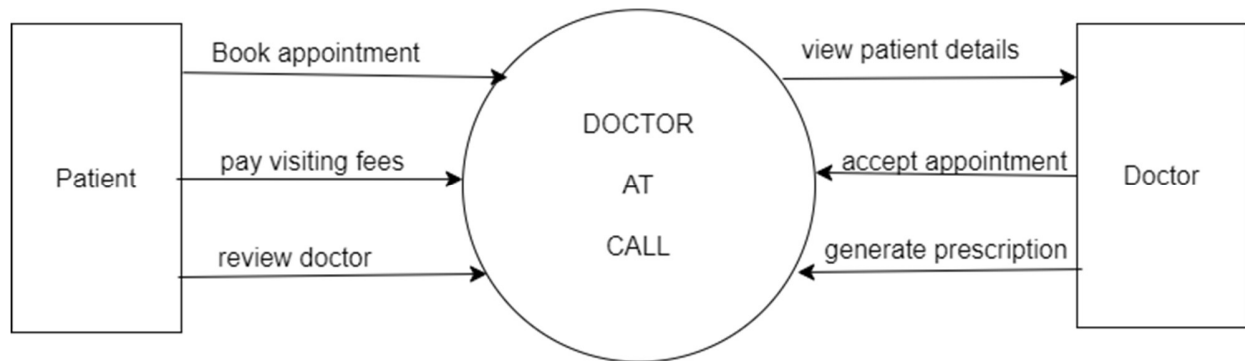 Book appointment
view patient details
DOCTOR
pay visiting fees
accept appointment
Patient
AT
Doctor
review doctor
CALL
generate prescription